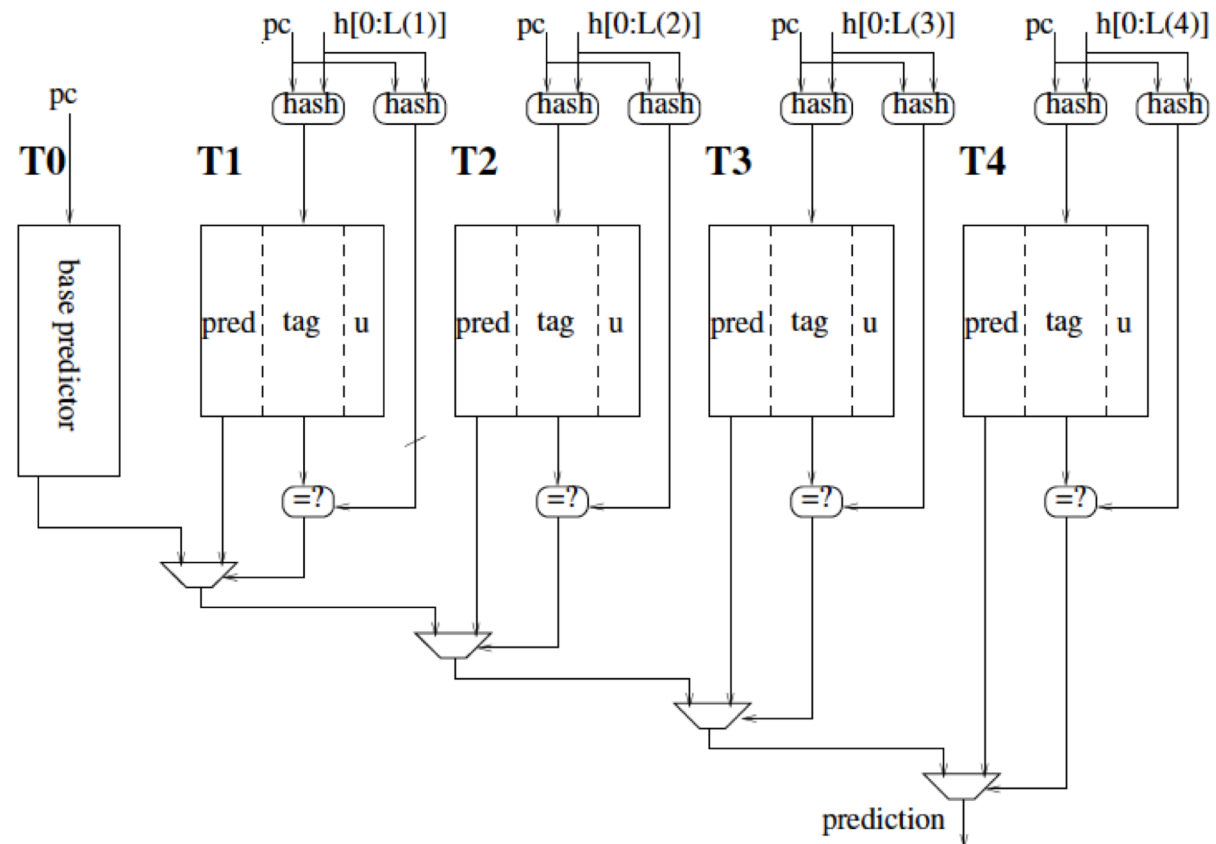 pc h[0:L(1)] pc h[0:L(2)] pc h[0:L(3)] pc h[0:L(4)]
pc hash hash hash hash hash hash hash hash
T0 T1 T2 T3 T4
base predictor
pred tag u pred tag u pred tag u pred tag u
=? =? =? =?
prediction